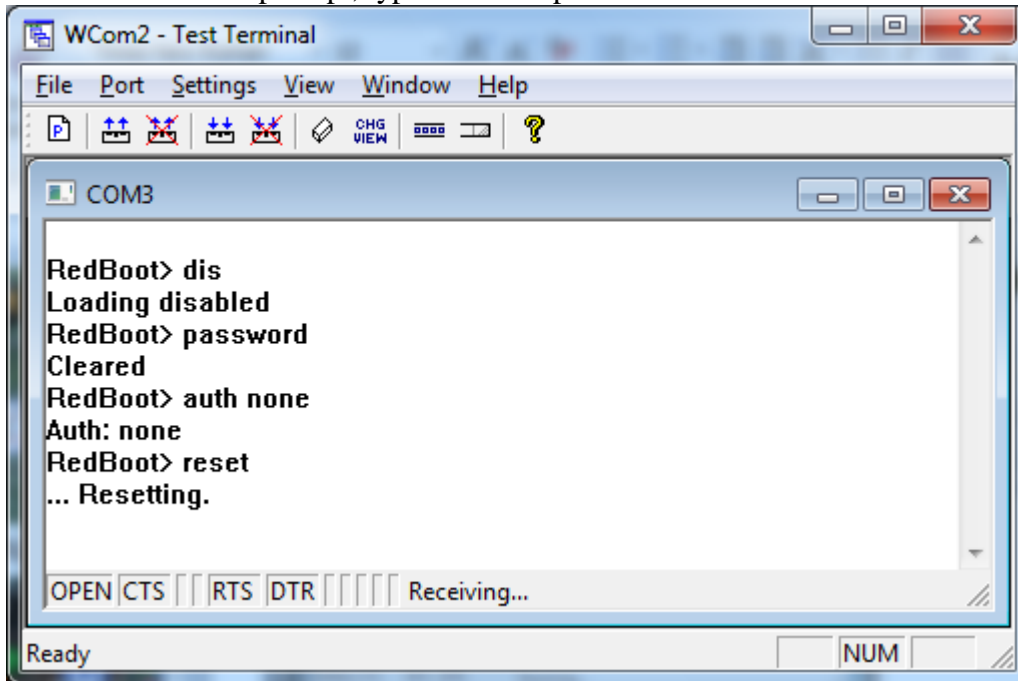 WCom2 - Test Terminal
File Port Settings View Window Help
P CHG VIEW ?
COM3
RedBoot> dis
Loading disabled
RedBoot> password
Cleared
RedBoot> auth none
Auth: none
RedBoot> reset
... Resetting.
OPEN CTS RTS DTR Receiving...
Ready NUM